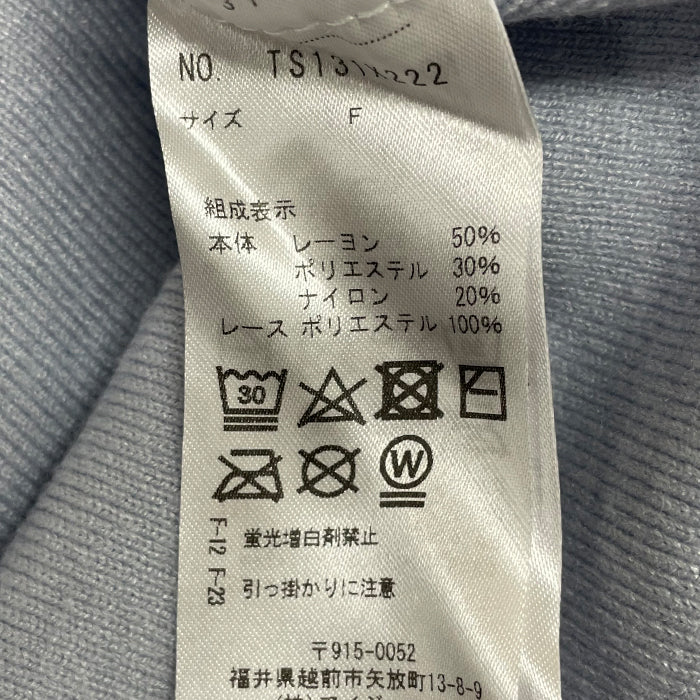 NO.
サイズ F
組成表示
本体 レーヨン 50%
ポリエステル 30%
ナイロン 20%
レース ポリエステル 100%
30
W
F-12 蛍光増白剤禁止
F-23 引っ掛かりに注意
〒915-0052
福井県越前市矢放町13-8-9